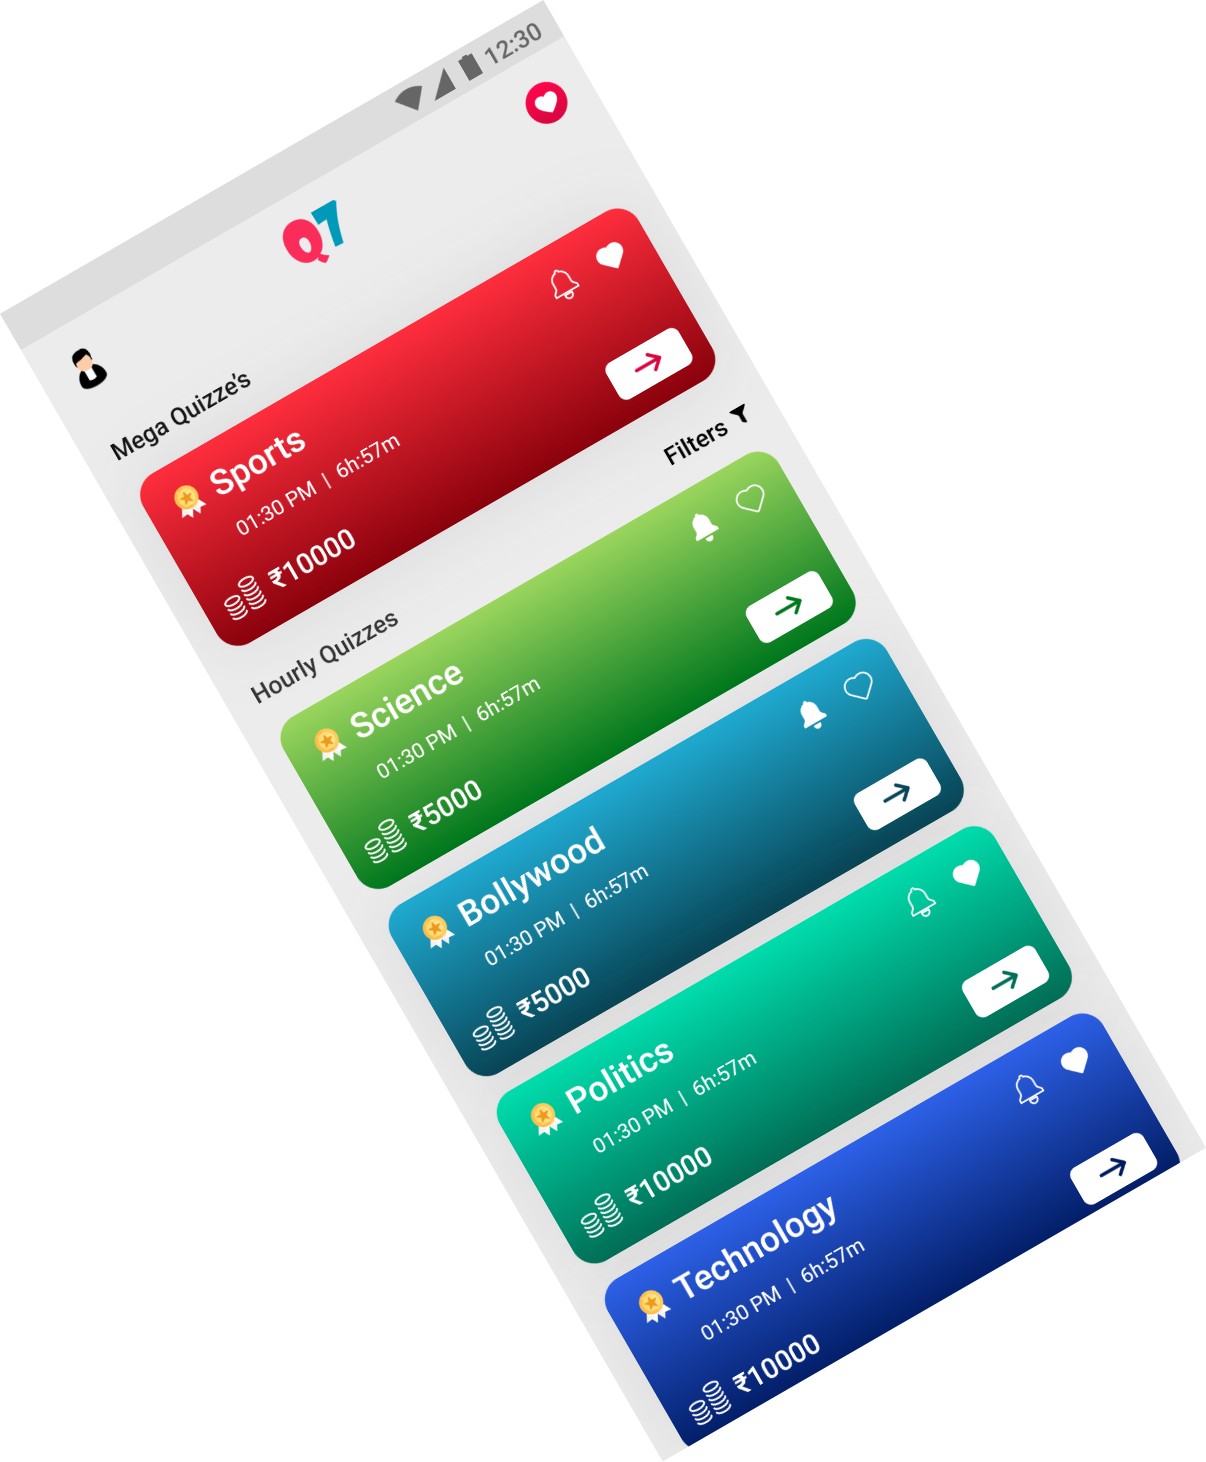 12:30
Q7
Mega Quizze's
Sports
01:30 PM | 6h:57m
₹10000
Hourly Quizzes
Filters
Science
01:30 PM | 6h:57m
₹5000
Bollywood
01:30 PM | 6h:57m
₹5000
Politics
01:30 PM | 6h:57m
₹10000
Technology
01:30 PM | 6h:57m
₹10000